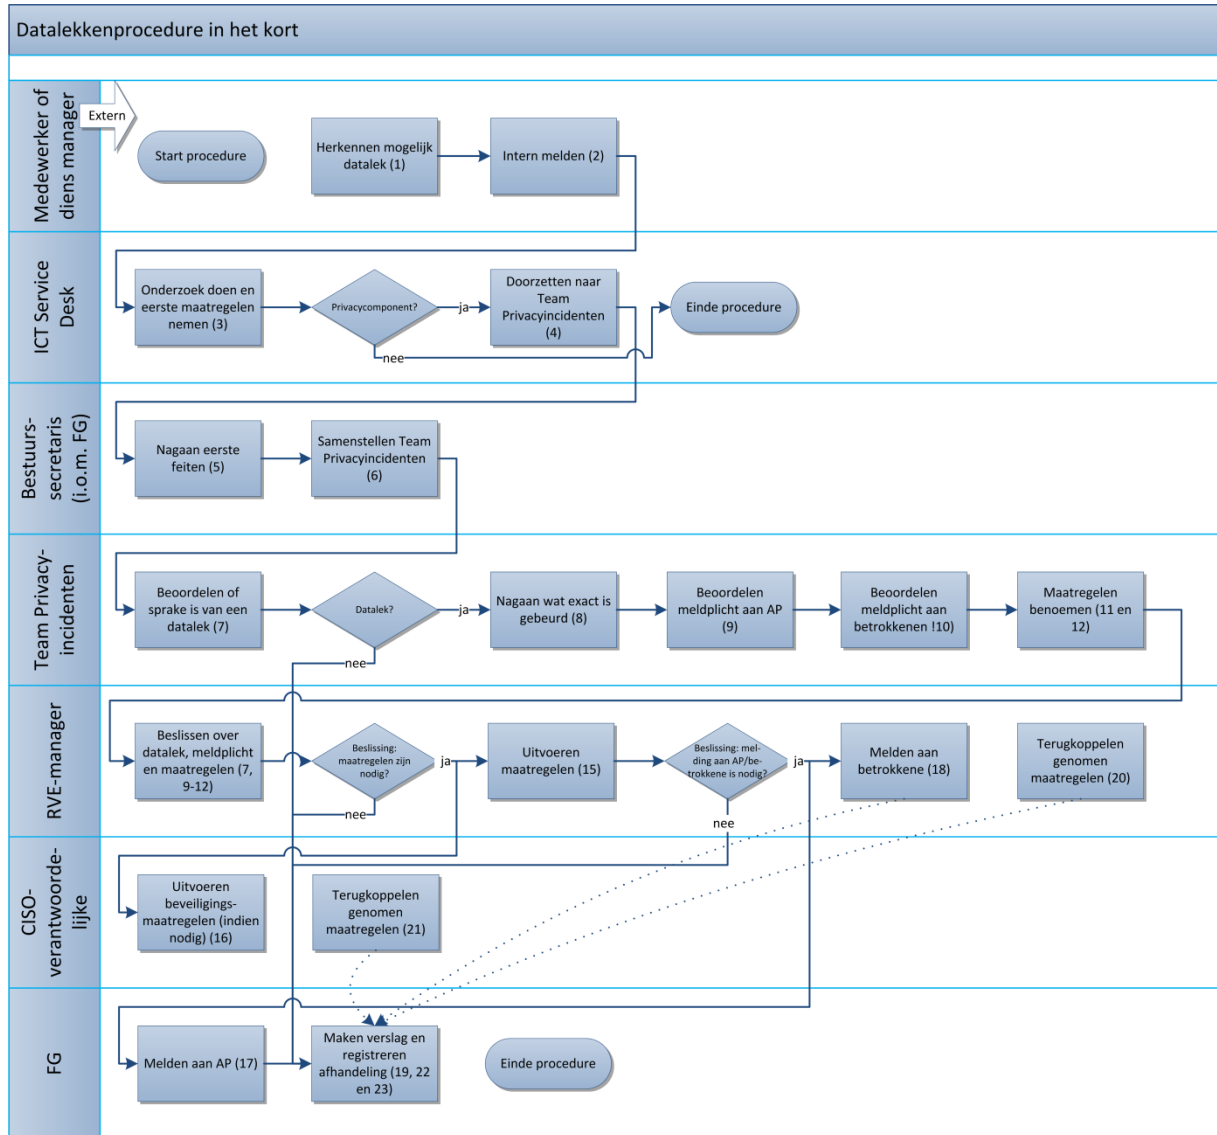 Datalekkenprocedure in het kort
Medewerker of
diens manager
Extern
Start procedure
Herkennen mogelijk
datalek (1)
Intern melden (2)
ICT Service
Desk
Onderzoek doen en
eerste maatregelen
nemen (3)
Privacycomponent?
ja
nee
Doorzetten naar
Team
Privacyincidenten
(4)
Einde procedure
Bestuurs-
secretaris
(i.o.m. FG)
Nagaan eerste
feiten (5)
Samenstellen Team
Privacyincidenten
(6)
Team Privacy-
incidenten
Beoordelen of
sprake is van een
datalek (7)
Datalek?
ja
nee
Nagaan wat exact is
gebeurd (8)
Beoordelen
meldplicht aan AP
(9)
Beoordelen
meldplicht aan
betrokkenen !10)
Maatregelen
benoemen (11 en
12)
RVE-manager
Beslissen over
datalek, meldplicht
en maatregelen (7,
9-12)
Beslissing:
maatregelen zijn
nodig?
ja
nee
Uitvoeren
maatregelen (15)
Beslissing: mel-
ding aan AP/be-
trokkene is nodig?
ja
nee
Melden aan
betrokkene (18)
Terugkoppelen
genomen
maatregelen (20)
CISO-
verantwoorde-
lijke
Uitvoeren
beveiligings-
maatregelen (indien
nodig) (16)
Terugkoppelen
genomen
maatregelen (21)
FG
Melden aan AP (17)
Maken verslag en
registreren
afhandeling
(19, 22
en 23)
Einde procedure